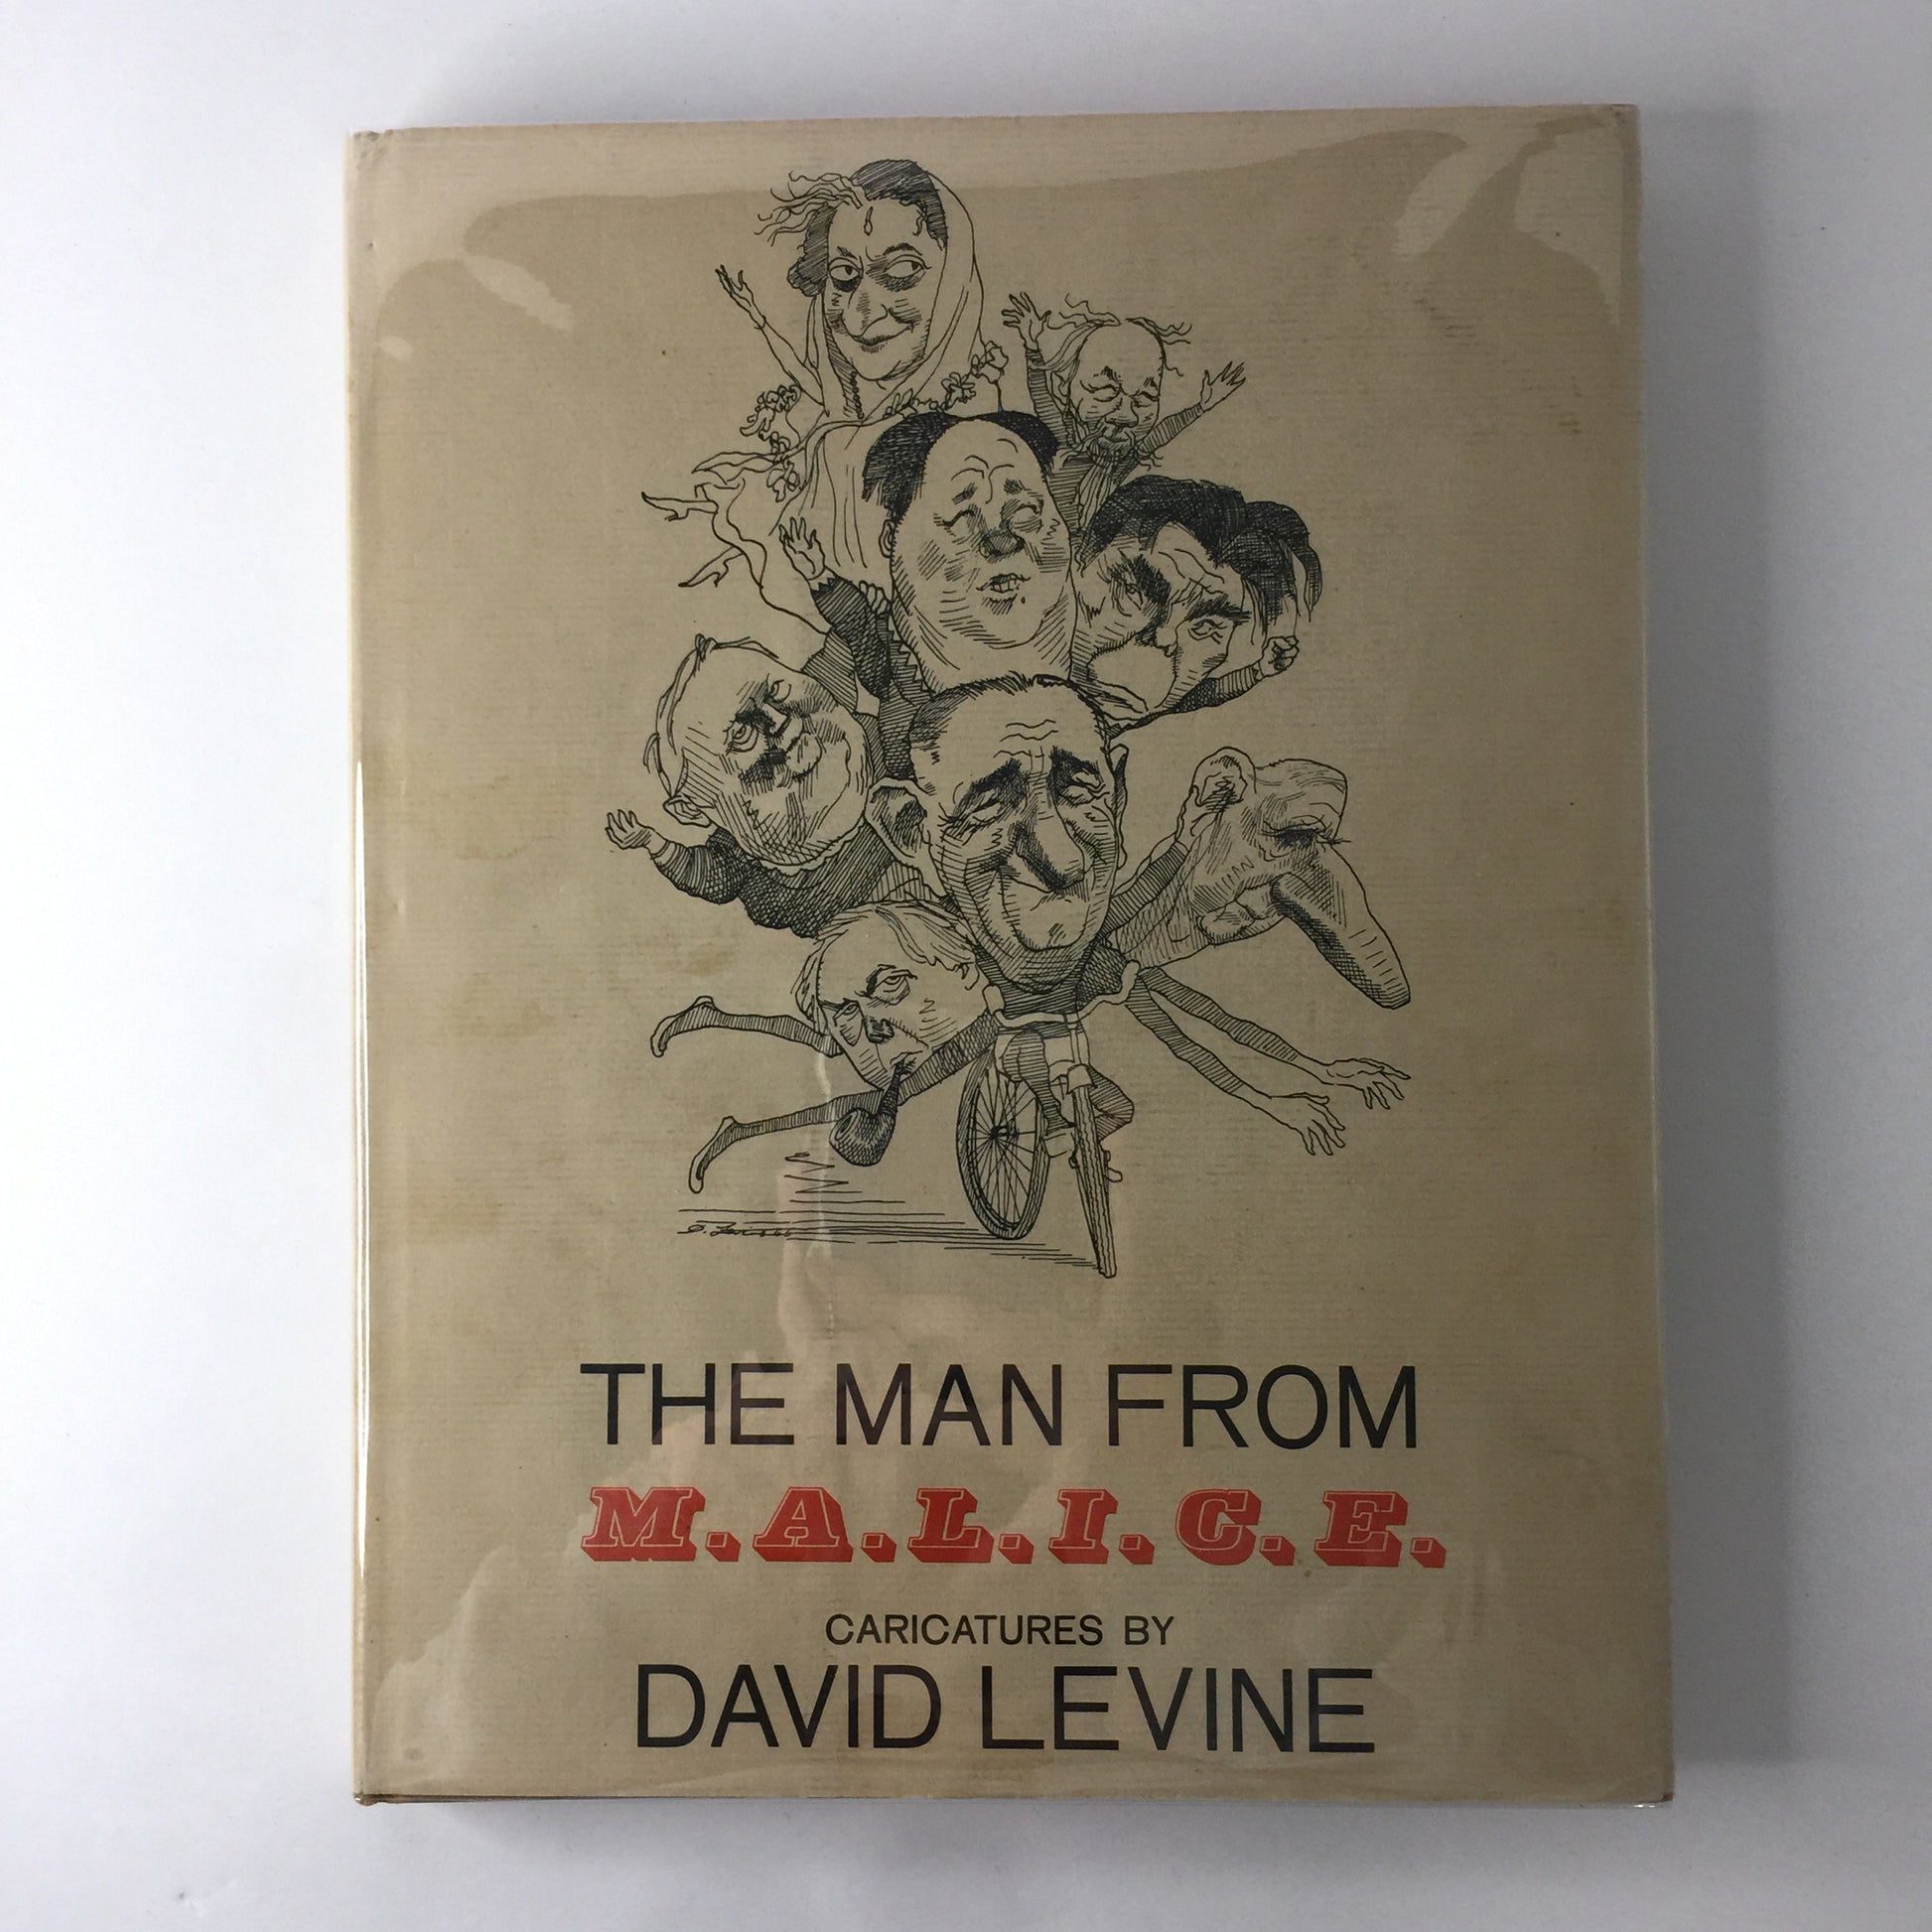 THE MAN FROM
M.A.L.I.C.E.
CARICATURES BY
DAVID LEVINE